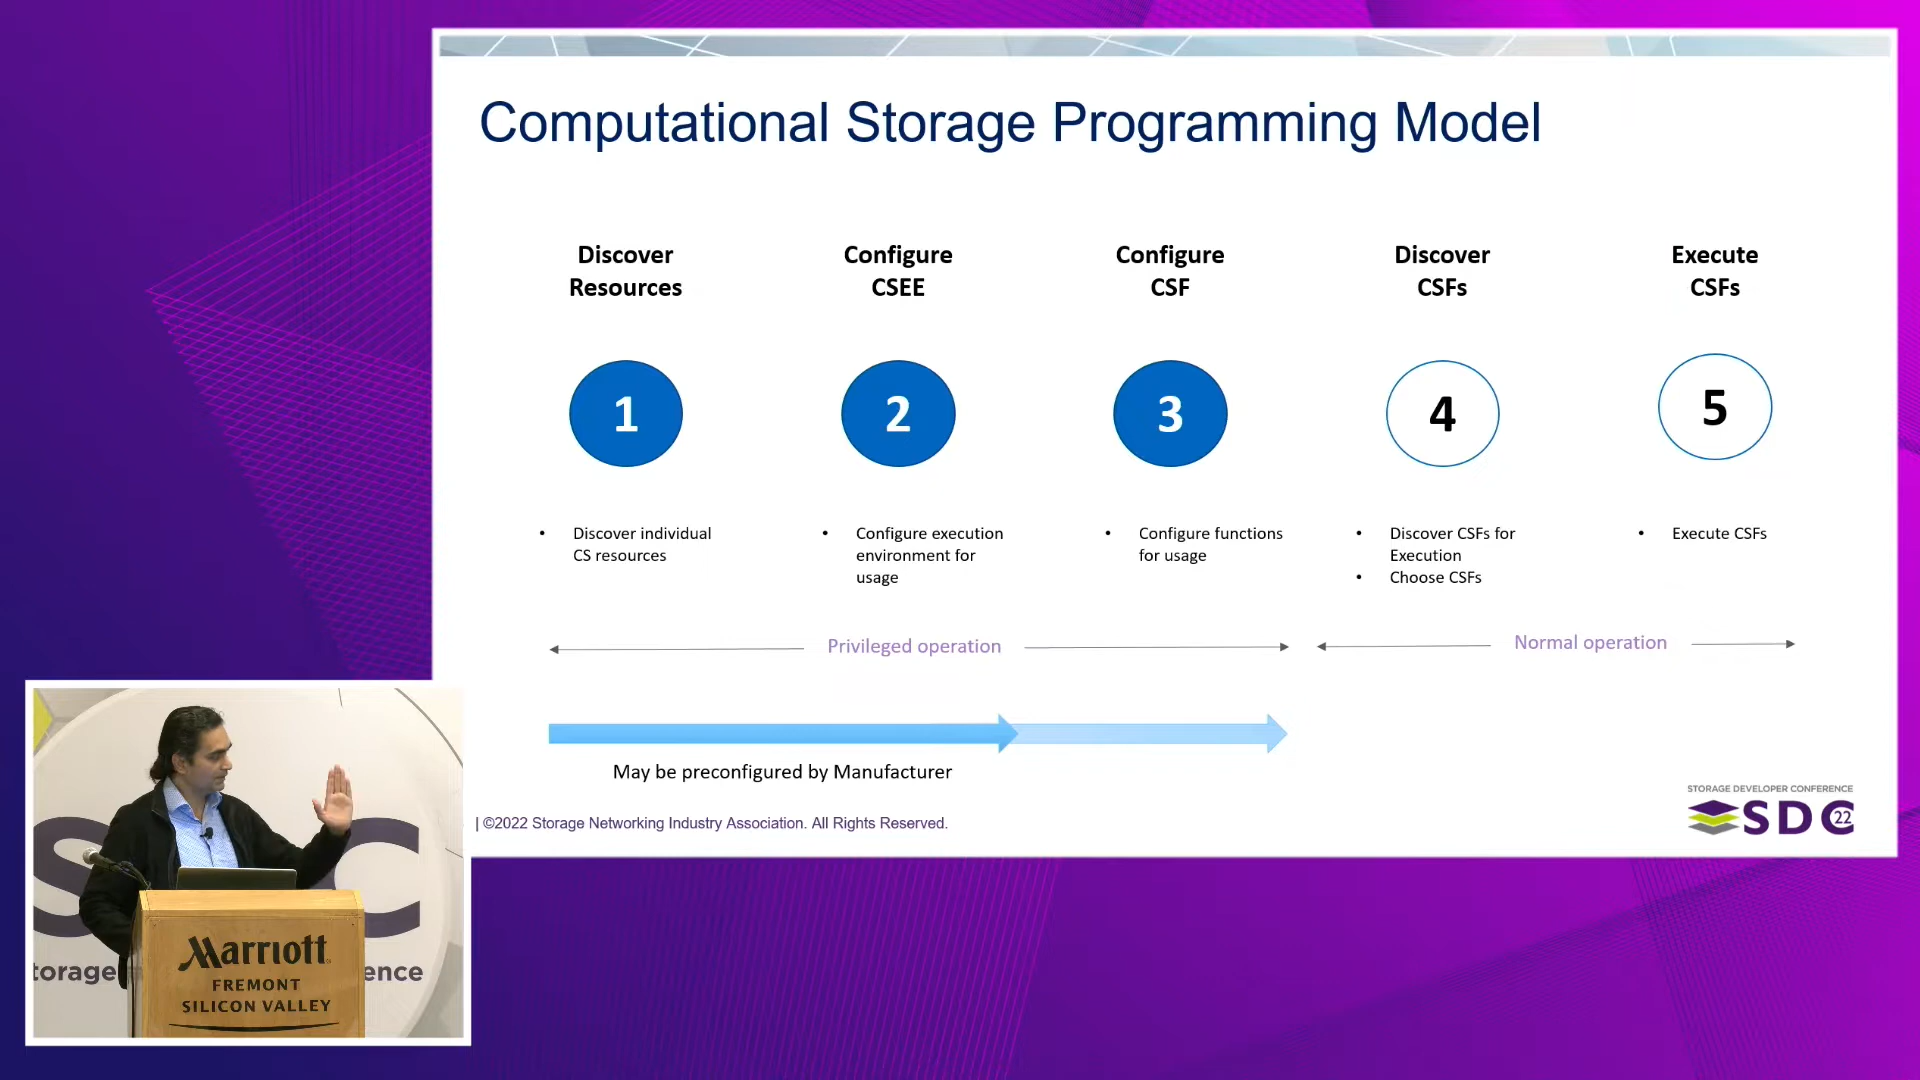 Computational Storage Programming Model
Discover
Resources
Configure
CSEE
Configure
CSF
Discover
CSFs
Execute
CSFs
1
2
3
4
5
• Discover individual
CS resources
• Configure execution
environment for
usage
• Configure functions
for usage
• Discover CSFs for
Execution
• Choose CSFs
• Execute CSFs
Privileged operation
Normal operation
May be preconfigured by Manufacturer
| ©2022 Storage Networking Industry Association. All Rights Reserved.
STORAGE DEVELOPER CONFERENCE
SDC 22
S C
torage ence
Marriott
FREMONT
SILICON VALLEY